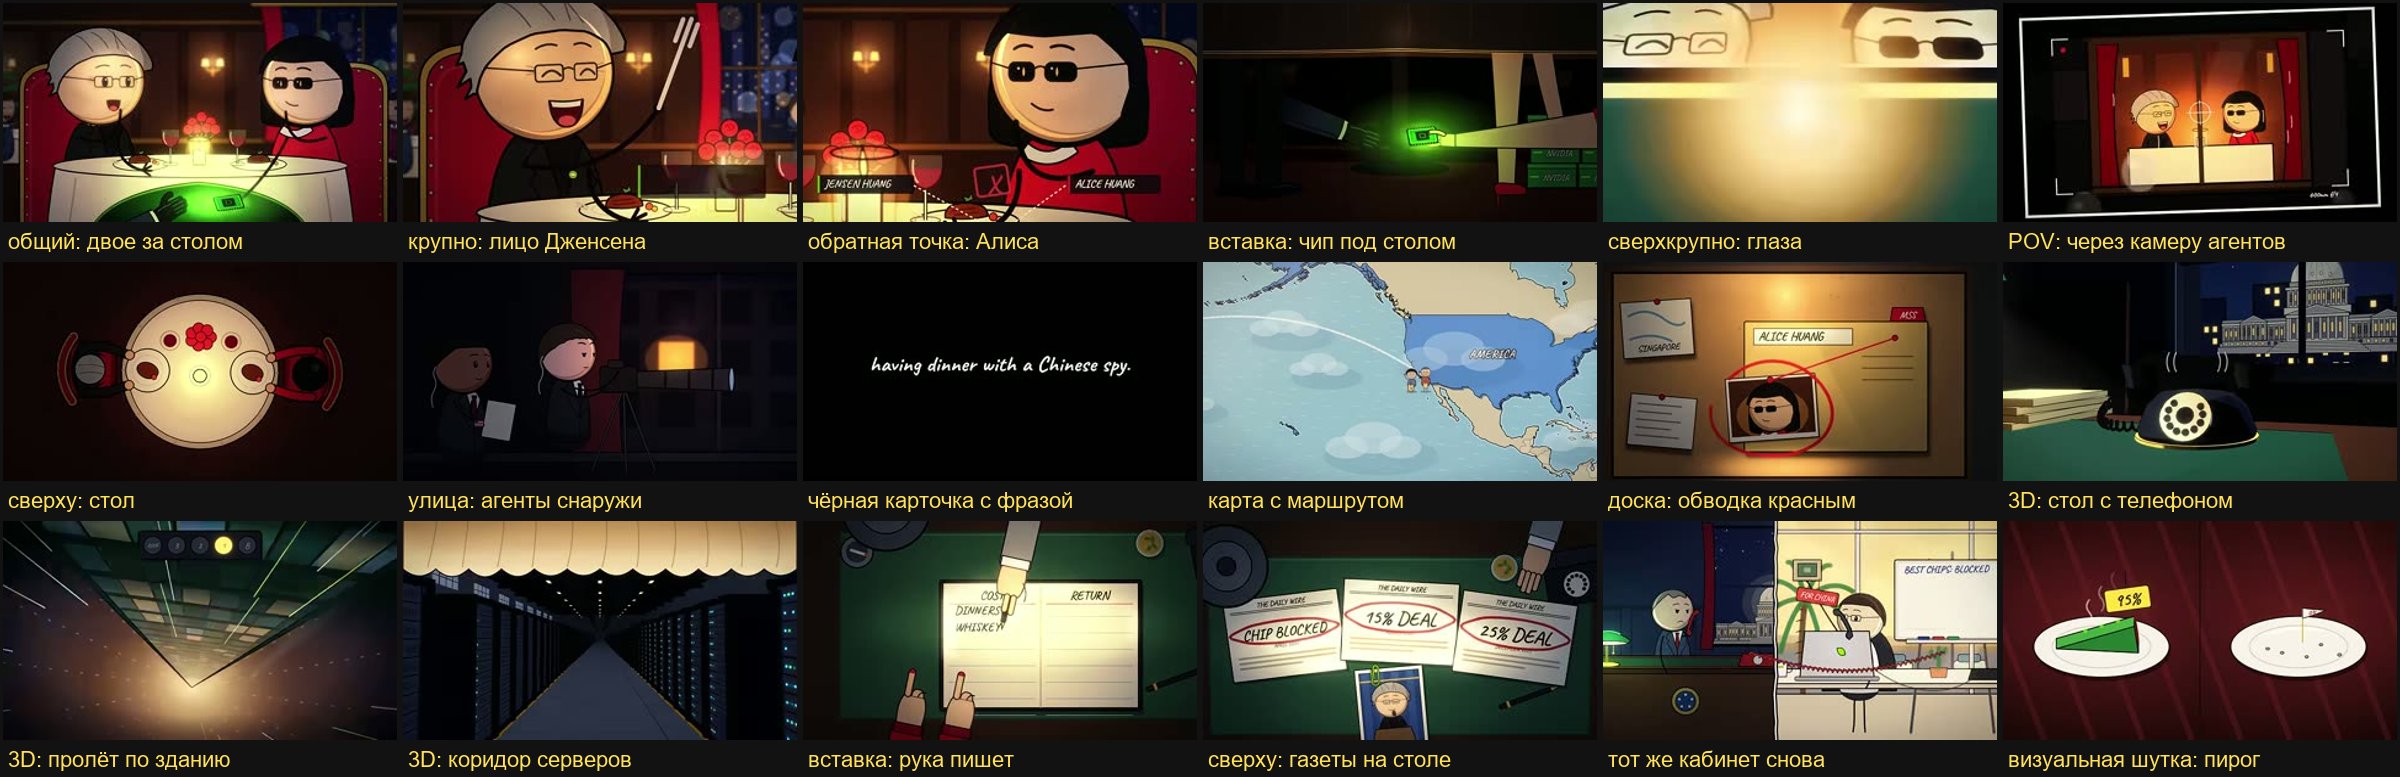 JENSEN HUANG
ALICE HUANG
NVIDIA
NVIDIA
общий: двое за столом
крупно: лицо Дженсена
обратная точка: Алиса
вставка: чип под столом
сверхкрупно: глаза
POV: через камеру агентов
having dinner with a Chinese spy.
AMERICA
SINGAPORE
ALICE HUANG
MSS
сверху: стол
улица: агенты снаружи
чёрная карточка с фразой
карта с маршрутом
доска: обводка красным
3D: стол с телефоном
COS
RETURN
DINNERS
WHISKEY
THE DAILY WIRE
CHIP BLOCKED
THE DAILY WIRE
15% DEAL
THE DAILY WIRE
25% DEAL
FOR CHINA
BEST CHIPS: BLOCKED
95%
3D: пролёт по зданию
3D: коридор серверов
вставка: рука пишет
сверху: газеты на столе
тот же кабинет снова
визуальная шутка: пирог